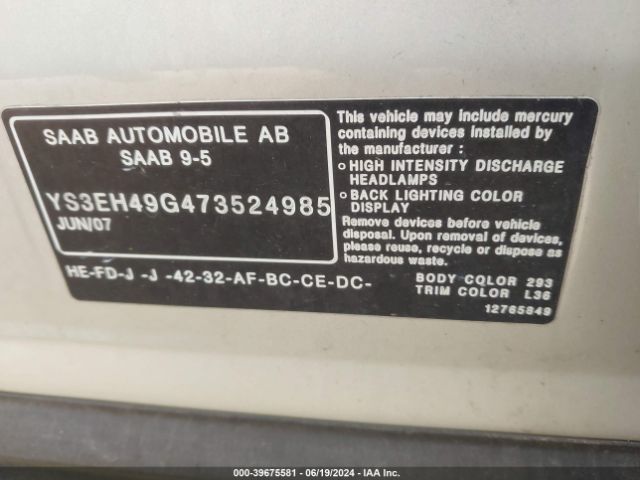 SAAB AUTOMOBILE AB
SAAB 9-5
YS3EH49G473524985
JUN/07
HE-FD-J -J -42-32-AF-BC-CE-DC-
This vehicle may include mercury
containing devices installed by
the manufacturer :
○ HIGH INTENSITY DISCHARGE
HEADLAMPS
○ BACK LIGHTING COLOR
DISPLAY
Remove devices before vehicle
disposal. Upon removal of devices,
please reuse, recycle or dispose as
hazardous waste.
BODY COLOR 293
TRIM COLOR L36
12765849
000-39675581 - 06/19/2024 - IAA Inc.